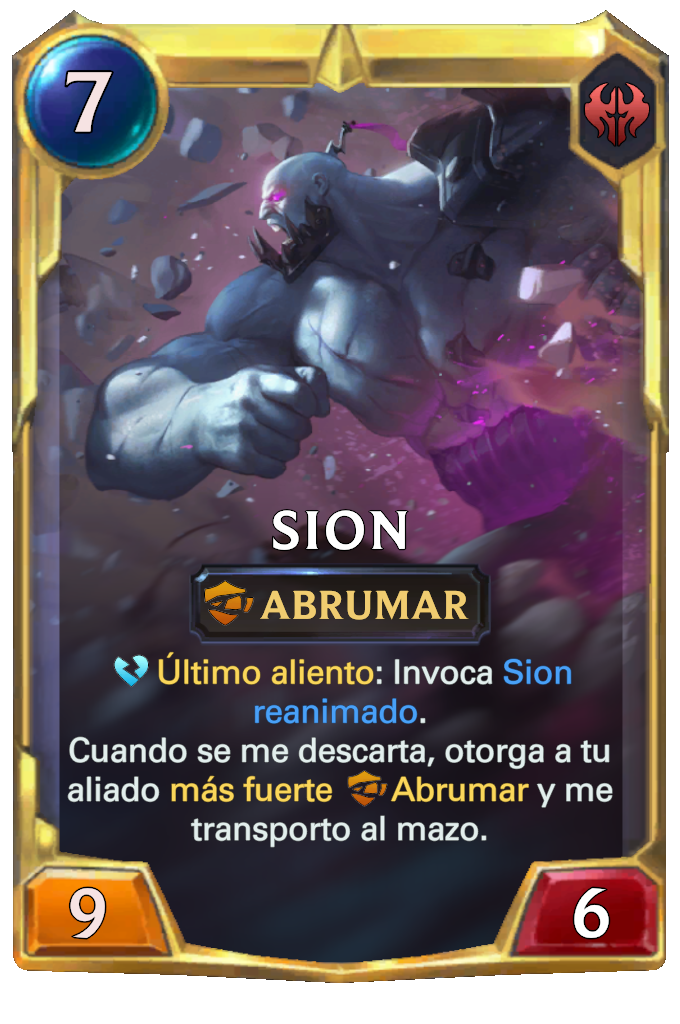 7
SION
ABRUMAR
Último aliento: Invoca Sion
reanimado.
Cuando se me descarta, otorga a tu
aliado más fuerte Abrumar y me
transporto al mazo.
9
6